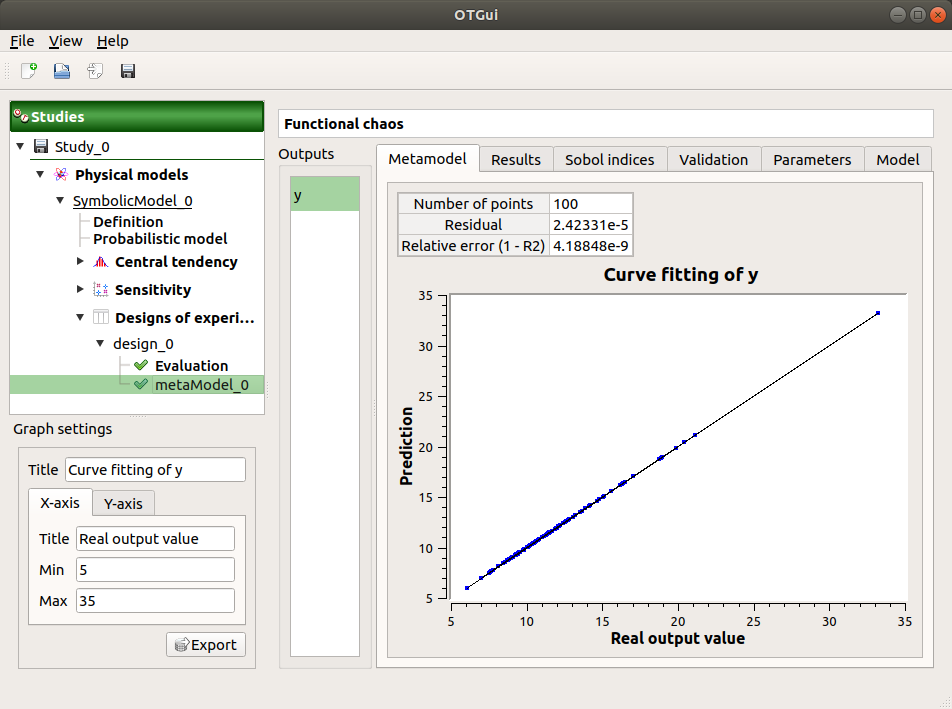 OTGui
File View Help
Studies
Study_0
Physical models
SymbolicModel_0
Definition
Probabilistic model
Central tendency
Sensitivity
Designs of experi...
design_0
Evaluation
metaModel_0
Graph settings
Title Curve fitting of y
X-axis Y-axis
Title Real output value
Min 5
Max 35
Export
Functional chaos
Outputs
y
Metamodel Results Sobol indices Validation Parameters Model
Number of points 100
Residual 2.42331e-5
Relative error (1 - R2) 4.18848e-9
Curve fitting of y
Prediction
35
30
25
20
15
10
5
5 10 15 20 25 30 35
Real output value